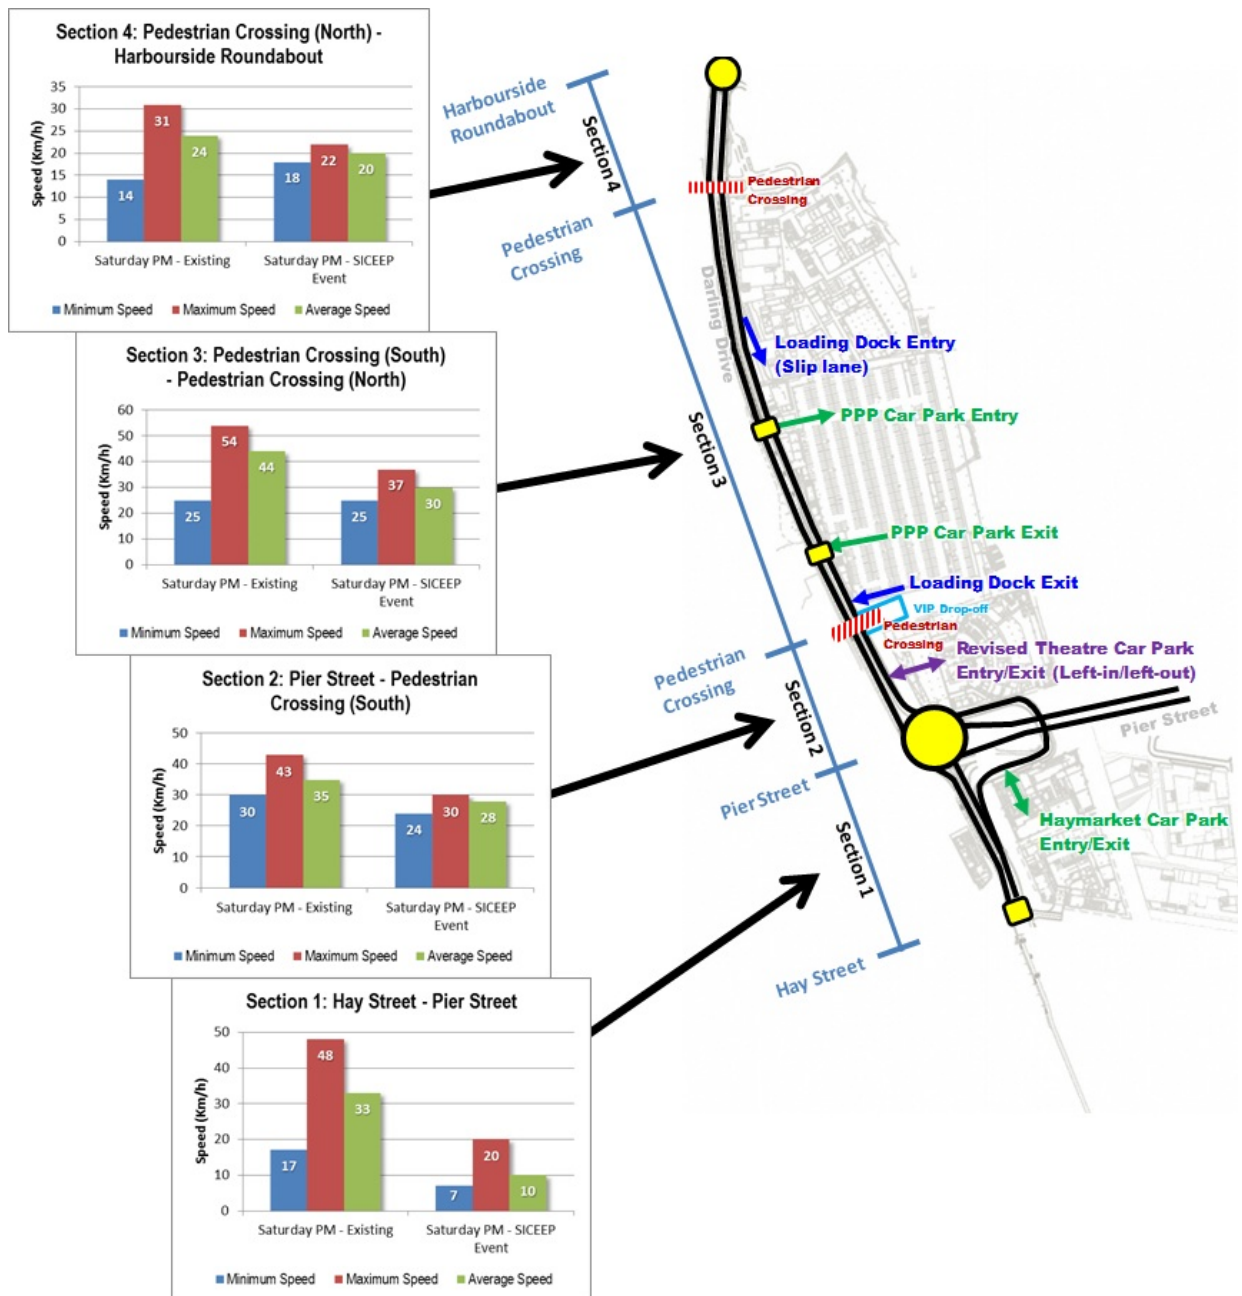 Section 4: Pedestrian Crossing (North) -
Harbourside Roundabout
Speed (Km/h)
35
30
25
20
15
10
5
0
14
31
24
18
22
20
Saturday PM - Existing
Saturday PM - SICEEP
Event
Minimum Speed
Maximum Speed
Average Speed
Section 3: Pedestrian Crossing (South)
- Pedestrian Crossing (North)
Speed (Km/h)
60
50
40
30
20
10
0
25
54
44
25
37
30
Saturday PM - Existing
Saturday PM - SICEEP
Event
Minimum Speed
Maximum Speed
Average Speed
Section 2: Pier Street - Pedestrian
Crossing (South)
Speed (Km/h)
50
40
30
20
10
0
30
43
35
24
30
28
Saturday PM - Existing
Saturday PM - SICEEP
Event
Minimum Speed
Maximum Speed
Average Speed
Section 1: Hay Street - Pier Street
Speed (Km/h)
50
40
30
20
10
0
17
48
33
7
20
10
Saturday PM - Existing
Saturday PM - SICEEP
Event
Minimum Speed
Maximum Speed
Average Speed
Harbourside
Roundabout
Section 4
Pedestrian
Crossing
Section 3
Pedestrian
Crossing
Section 2
Pier Street
Section 1
Hay Street
Pedestrian
Crossing
Darling Drive
Loading Dock Entry
(Slip lane)
PPP Car Park Entry
PPP Car Park Exit
Loading Dock Exit
VIP Drop-off
Pedestrian
Crossing
Revised Theatre Car Park
Entry/Exit (Left-in/left-out)
Pier Street
Haymarket Car Park
Entry/Exit